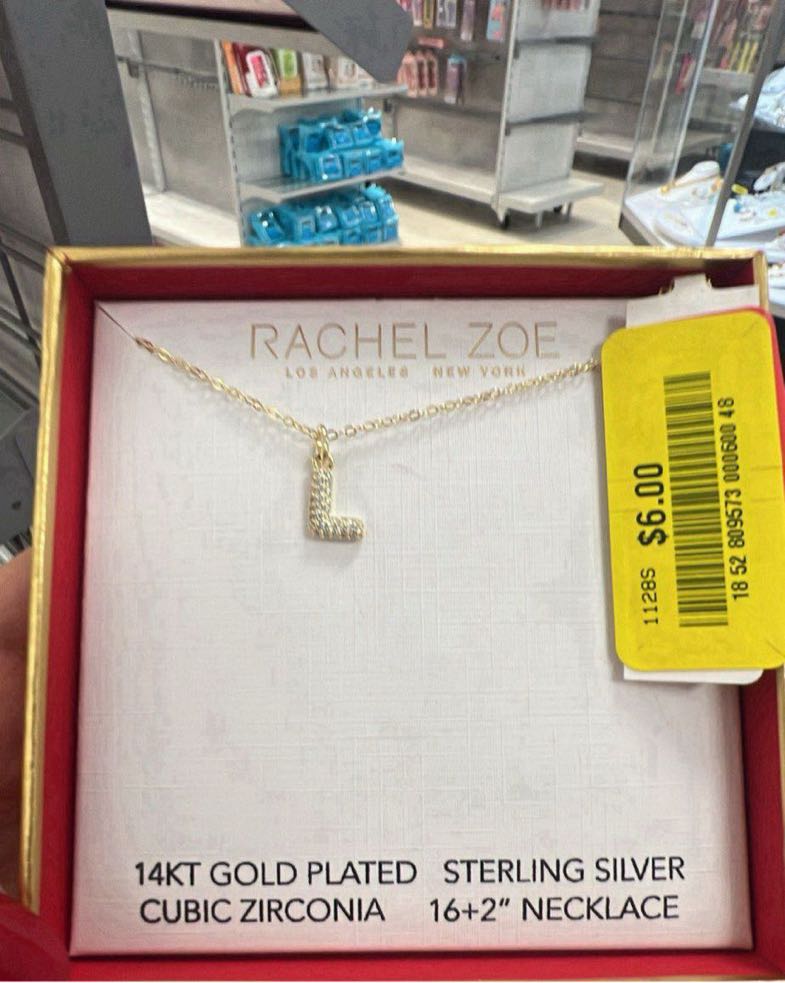 RACHEL ZOE
LOS ANGELES NEW YORK
L
1128S $6.00
18 52 809573 000600 48
14KT GOLD PLATED STERLING SILVER
CUBIC ZIRCONIA 16+2" NECKLACE